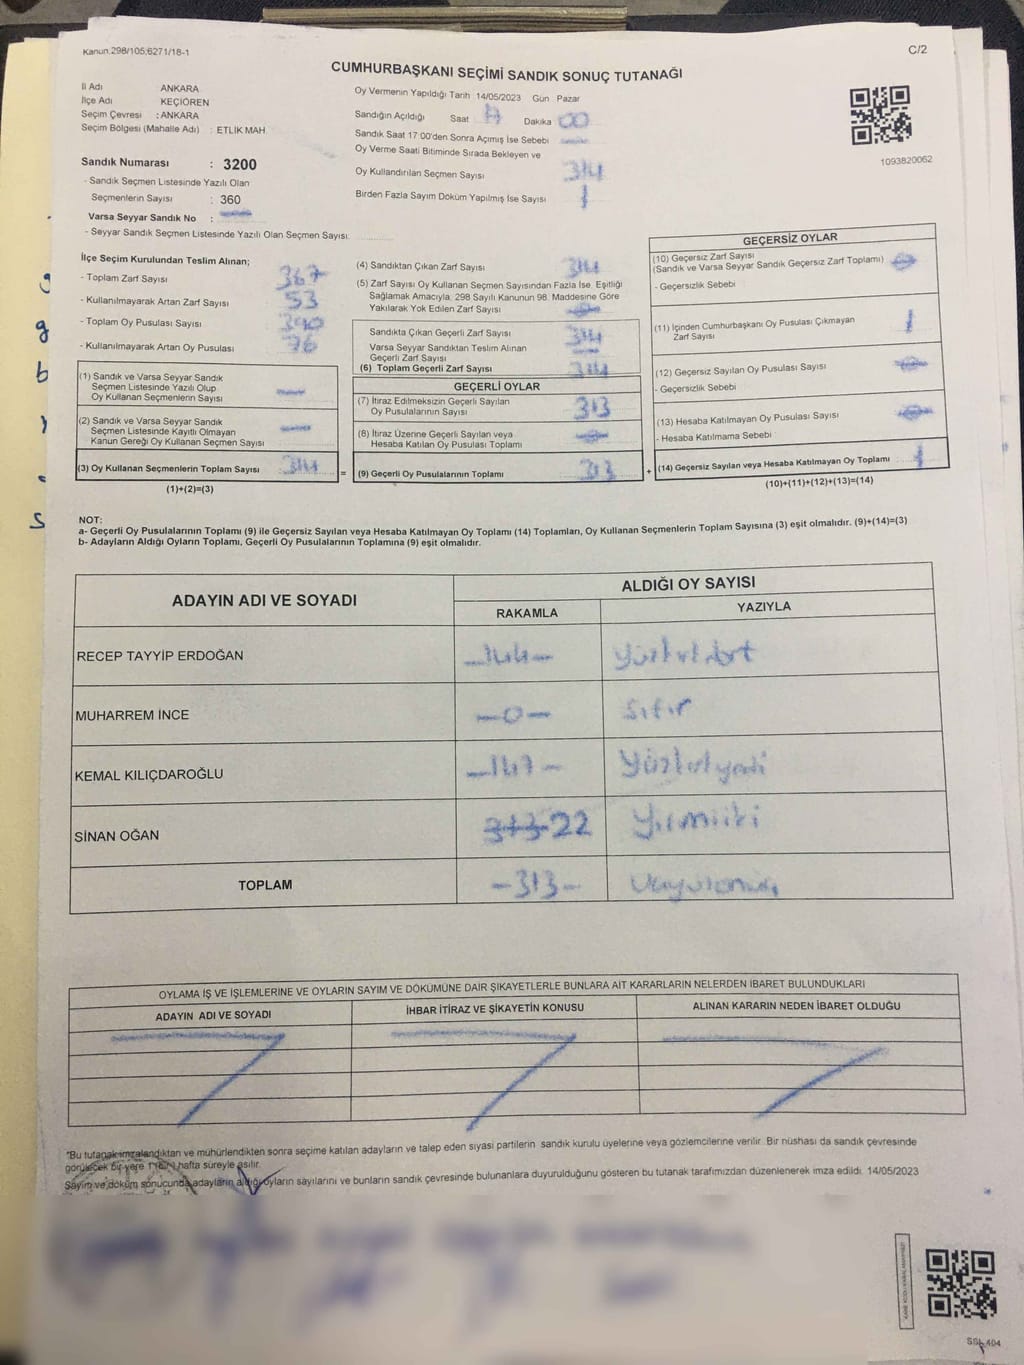 Kanun.298/105;6271/18-1
C/2
CUMHURBAŞKANI SEÇİMİ SANDIK SONUÇ TUTANAĞI
İl Adı ANKARA
İlçe Adı KEÇİÖREN
Seçim Çevresi : ANKARA
Seçim Bölgesi (Mahalle Adı) : ETLİK MAH.
Sandık Numarası : 3200
- Sandık Seçmen Listesinde Yazılı Olan
Seçmenlerin Sayısı : 360
Varsa Seyyar Sandık No :
- Seyyar Sandık Seçmen Listesinde Yazılı Olan Seçmen Sayısı:
Oy Vermenin Yapıldığı Tarih 14/05/2023 Gün Pazar
Sandığın Açıldığı Saat 17 Dakika 00
Sandık Saat 17:00'den Sonra Açımış İse Sebebi
Oy Verme Saati Bitiminde Sırada Bekleyen ve
Oy Kullandırılan Seçmen Sayısı 314
Birden Fazla Sayım Döküm Yapılmış İse Sayısı 1
1093820062
İlçe Seçim Kurulundan Teslim Alınan;
- Toplam Zarf Sayısı 367
- Kullanılmayarak Artan Zarf Sayısı 53
- Toplam Oy Pusulası Sayısı 390
- Kullanılmayarak Artan Oy Pusulası 76
(1) Sandık ve Varsa Seyyar Sandık
Seçmen Listesinde Yazılı Olup
Oy Kullanan Seçmenlerin Sayısı
(2) Sandık ve Varsa Seyyar Sandık
Seçmen Listesinde Kayıtlı Olmayan
Kanun Gereği Oy Kullanan Seçmen Sayısı
(3) Oy Kullanan Seçmenlerin Toplam Sayısı 314
(1)+(2)=(3)
(4) Sandıktan Çıkan Zarf Sayısı 314
(5) Zarf Sayısı Oy Kullanan Seçmen Sayısından Fazla İse, Eşitliği
Sağlamak Amacıyla, 298 Sayılı Kanunun 98. Maddesine Göre
Yakılarak Yok Edilen Zarf Sayısı
Sandıkta Çıkan Geçerli Zarf Sayısı 314
Varsa Seyyar Sandıktan Teslim Alınan
Geçerli Zarf Sayısı
(6) Toplam Geçerli Zarf Sayısı 314
GEÇERLİ OYLAR
(7) İtiraz Edilmeksizin Geçerli Sayılan
Oy Pusulalarının Sayısı 313
(8) İtiraz Üzerine Geçerli Sayılan veya
Hesaba Katılan Oy Pusulası Toplamı
= (9) Geçerli Oy Pusulalarının Toplamı 313 +
GEÇERSİZ OYLAR
(10) Geçersiz Zarf Sayısı
(Sandık ve Varsa Seyyar Sandık Geçersiz Zarf Toplamı)
- Geçersizlik Sebebi
(11) İçinden Cumhurbaşkanı Oy Pusulası Çıkmayan
Zarf Sayısı 1
(12) Geçersiz Sayılan Oy Pusulası Sayısı
- Geçersizlik Sebebi
(13) Hesaba Katılmayan Oy Pusulası Sayısı
- Hesaba Katılmama Sebebi
(14) Geçersiz Sayılan veya Hesaba Katılmayan Oy Toplamı 1
(10)+(11)+(12)+(13)=(14)
NOT:
a- Geçerli Oy Pusulalarının Toplamı (9) ile Geçersiz Sayılan veya Hesaba Katılmayan Oy Toplamı (14) Toplamları, Oy Kullanan Seçmenlerin Toplam Sayısına (3) eşit olmalıdır. (9)+(14)=(3)
b- Adayların Aldığı Oyların Toplamı, Geçerli Oy Pusulalarının Toplamına (9) eşit olmalıdır.
ADAYIN ADI VE SOYADI
ALDIĞI OY SAYISI
RAKAMLA YAZIYLA
RECEP TAYYİP ERDOĞAN -144-
MUHARREM İNCE -0- Sıfır
KEMAL KILIÇDAROĞLU -147-
SİNAN OĞAN 313 22 Yirmiiki
TOPLAM -313-
OYLAMA İŞ VE İŞLEMLERİNE VE OYLARIN SAYIM VE DÖKÜMÜNE DAİR ŞİKAYETLERLE BUNLARA AİT KARARLARIN NELERDEN İBARET BULUNDUKLARI
ADAYIN ADI VE SOYADI İHBAR İTİRAZ VE ŞİKAYETİN KONUSU ALINAN KARARIN NEDEN İBARET OLDUĞU
*Bu tutanak imzalandıktan ve mühürlendikten sonra seçime katılan adayların ve talep eden siyasi partilerin sandık kurulu üyelerine veya gözlemcilerine verilir. Bir nüshası da sandık çevresinde
görülecek bir yere 1 (bir) hafta süreyle asılır.
Sayım ve döküm sonucunda adayların aldığı oyların sayılarını ve bunların sandık çevresinde bulunanlara duyurulduğunu gösteren bu tutanak tarafımızdan düzenlenerek imza edildi. 14/05/2023